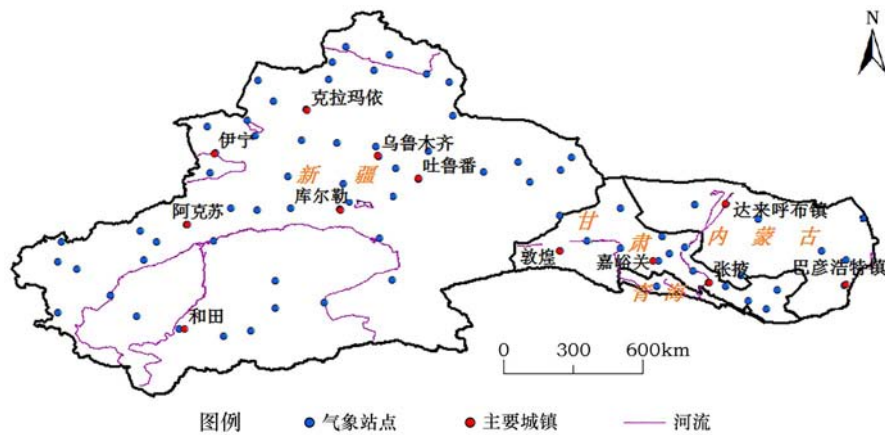 N
克拉玛依
伊宁
乌鲁木齐
吐鲁番
新疆
库尔勒
阿克苏
达来呼布镇
甘肃
内蒙古
敦煌
嘉峪关
张掖
巴彦浩特镇
青海
和田
0 300 600km
图例 气象站点 主要城镇 河流